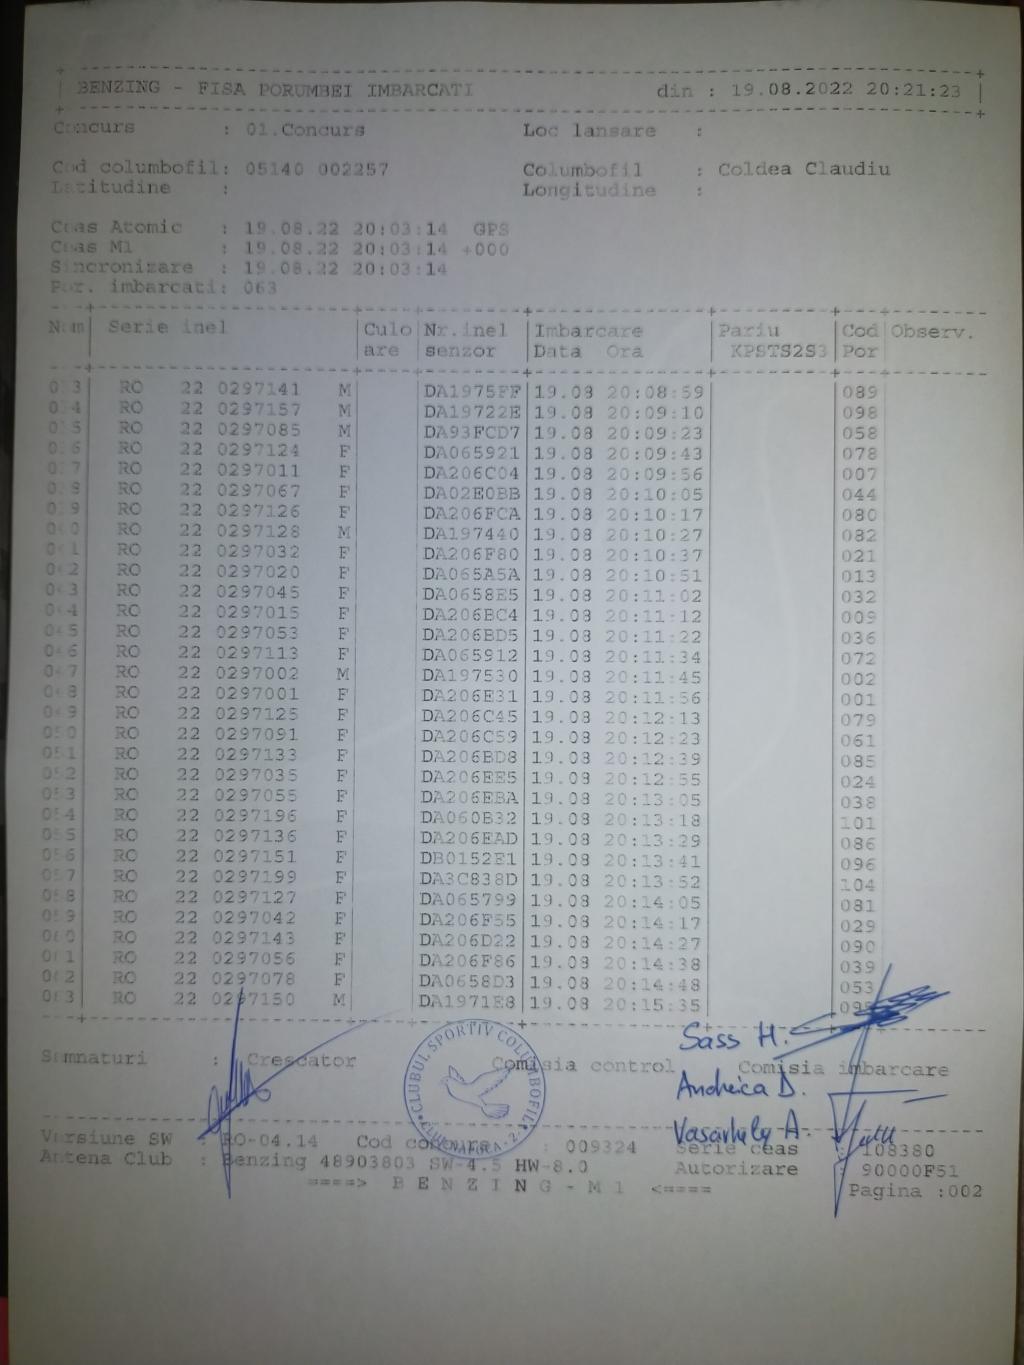 BENZING - FISA PORUMBEI IMBARCATI din : 19.08.2022 20:21:23
Concurs : 01.Concurs Loc lansare :
Cod columbofil: 05140 002257 Columbofil : Coldea Claudiu
Latitudine : Longitudine :
Ceas Atomic : 19.08.22 20:03:14 GPS
Ceas M1 : 19.08.22 20:03:14 +000
Sincronizare : 19.08.22 20:03:14
Por. imbarcati: 063
Num Serie inel Culo Nr.inel Imbarcare Pariu Cod Observ.
are senzor Data Ora KPSTS2S3 Por
033 RO 22 0297141 M DA1975FF 19.08 20:08:59 089
034 RO 22 0297157 M DA19722E 19.08 20:09:10 098
035 RO 22 0297085 M DA93FCD7 19.08 20:09:23 058
036 RO 22 0297124 F DA065921 19.08 20:09:43 078
037 RO 22 0297011 F DA206C04 19.08 20:09:56 007
038 RO 22 0297067 F DA02E0BB 19.08 20:10:05 044
039 RO 22 0297126 F DA206FCA 19.08 20:10:17 080
040 RO 22 0297128 M DA197440 19.08 20:10:27 082
041 RO 22 0297032 F DA206F80 19.08 20:10:37 021
042 RO 22 0297020 F DA065A5A 19.08 20:10:51 013
043 RO 22 0297045 F DA0658E5 19.08 20:11:02 032
044 RO 22 0297015 F DA206BC4 19.08 20:11:12 009
045 RO 22 0297053 F DA206BD5 19.08 20:11:22 036
046 RO 22 0297113 F DA065912 19.08 20:11:34 072
047 RO 22 0297002 M DA197530 19.08 20:11:45 002
048 RO 22 0297001 F DA206E31 19.08 20:11:56 001
049 RO 22 0297125 F DA206C45 19.08 20:12:13 079
050 RO 22 0297091 F DA206C59 19.08 20:12:23 061
051 RO 22 0297133 F DA206BD8 19.08 20:12:39 085
052 RO 22 0297035 F DA206EE5 19.08 20:12:55 024
053 RO 22 0297055 F DA206EBA 19.08 20:13:05 038
054 RO 22 0297196 F DA060B32 19.08 20:13:18 101
055 RO 22 0297136 F DA206EAD 19.08 20:13:29 086
056 RO 22 0297151 F DB0152E1 19.08 20:13:41 096
057 RO 22 0297199 F DA3C838D 19.08 20:13:52 104
058 RO 22 0297127 F DA065799 19.08 20:14:05 081
059 RO 22 0297042 F DA206F55 19.08 20:14:17 029
060 RO 22 0297143 F DA206D22 19.08 20:14:27 090
061 RO 22 0297056 F DA206F86 19.08 20:14:38 039
062 RO 22 0297078 F DA0658D3 19.08 20:14:48 053
063 RO 22 0297150 M DA1971E8 19.08 20:15:35
Sass H.
Semnaturi : Crescator Comisia control Comisia imbarcare
CLUBUL SPORTIV COLUMBOFIL
Andreica D.
Vasarhely A.
Versiune SW RO-04.14 Cod : 009324 Serie ceas : 108380
Antena Club : Benzing 48903803 SW-4.5 HW-8.0 Autorizare : 90000F51
====> B E N Z I N G - M 1 <==== Pagina :002